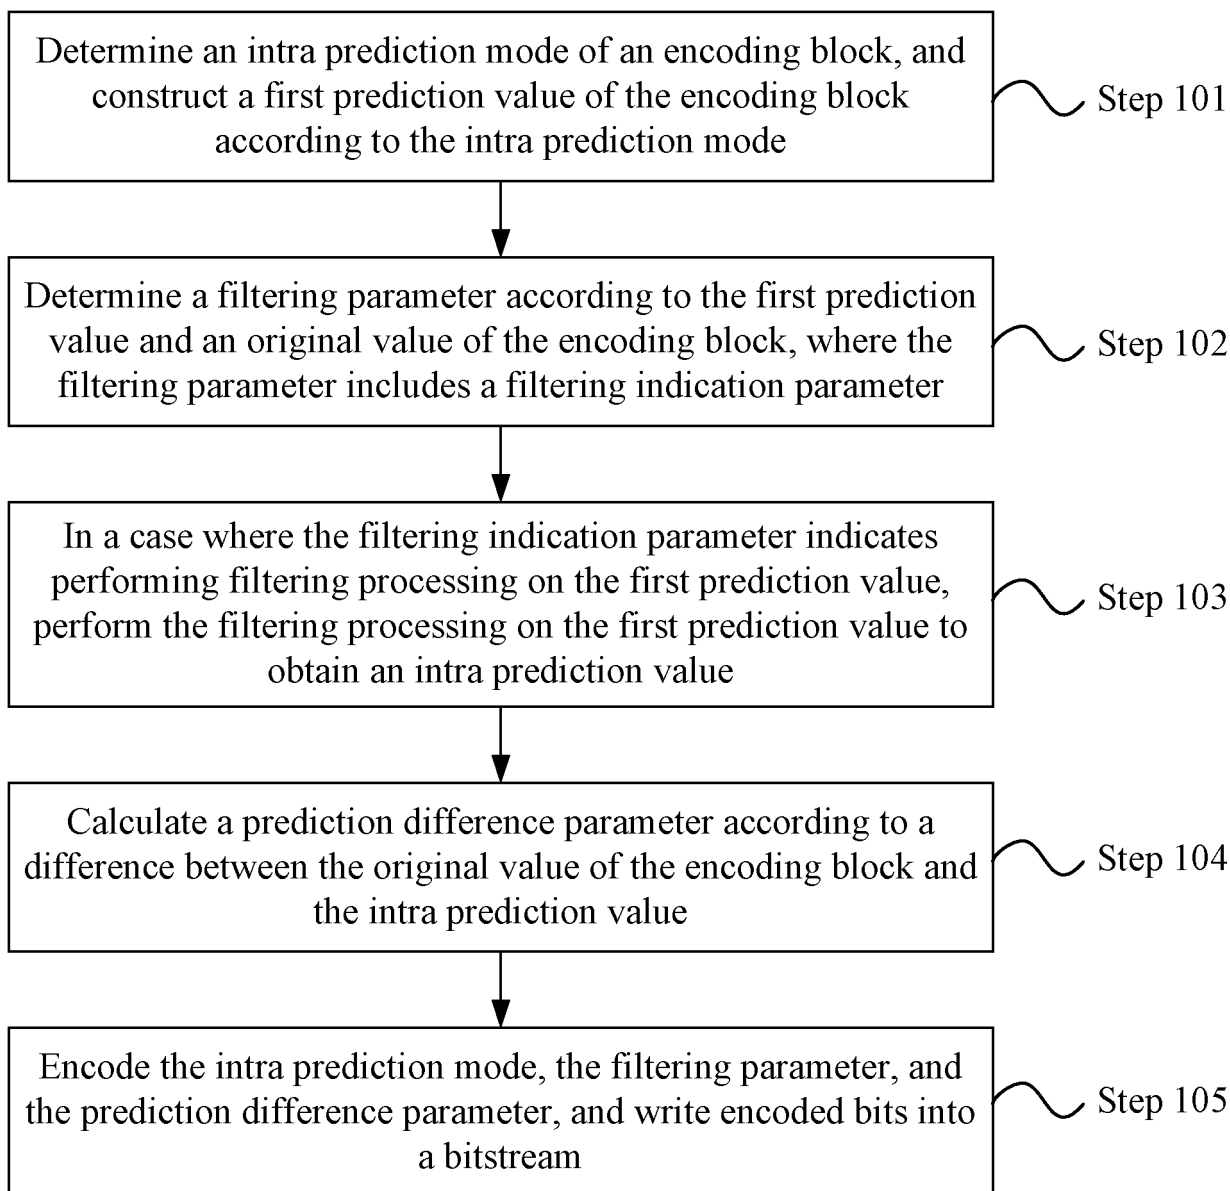 Determine an intra prediction mode of an encoding block, and
construct a first prediction value of the encoding block
according to the intra prediction mode
Step 101
Determine a filtering parameter according to the first prediction
value and an original value of the encoding block, where the
filtering parameter includes a filtering indication parameter
Step 102
In a case where the filtering indication parameter indicates
performing filtering processing on the first prediction value,
perform the filtering processing on the first prediction value to
obtain an intra prediction value
Step 103
Calculate a prediction difference parameter according to a
difference between the original value of the encoding block and
the intra prediction value
Step 104
Encode the intra prediction mode, the filtering parameter, and
the prediction difference parameter, and write encoded bits into
a bitstream
Step 105